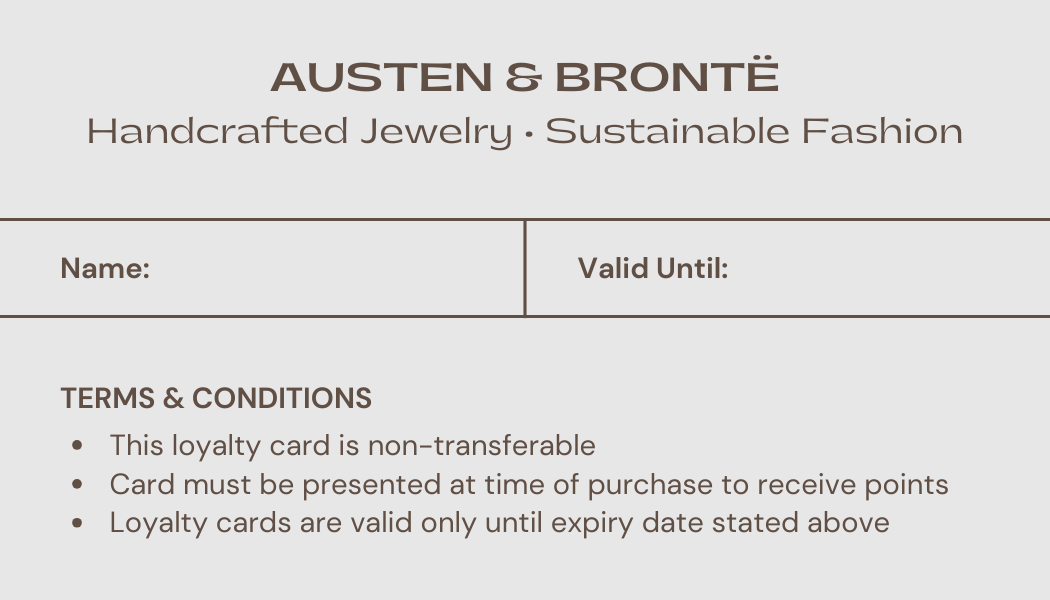 AUSTEN & BRONTË
Handcrafted Jewelry • Sustainable Fashion
Name:
Valid Until:
TERMS & CONDITIONS
• This loyalty card is non-transferable
• Card must be presented at time of purchase to receive points
• Loyalty cards are valid only until expiry date stated above